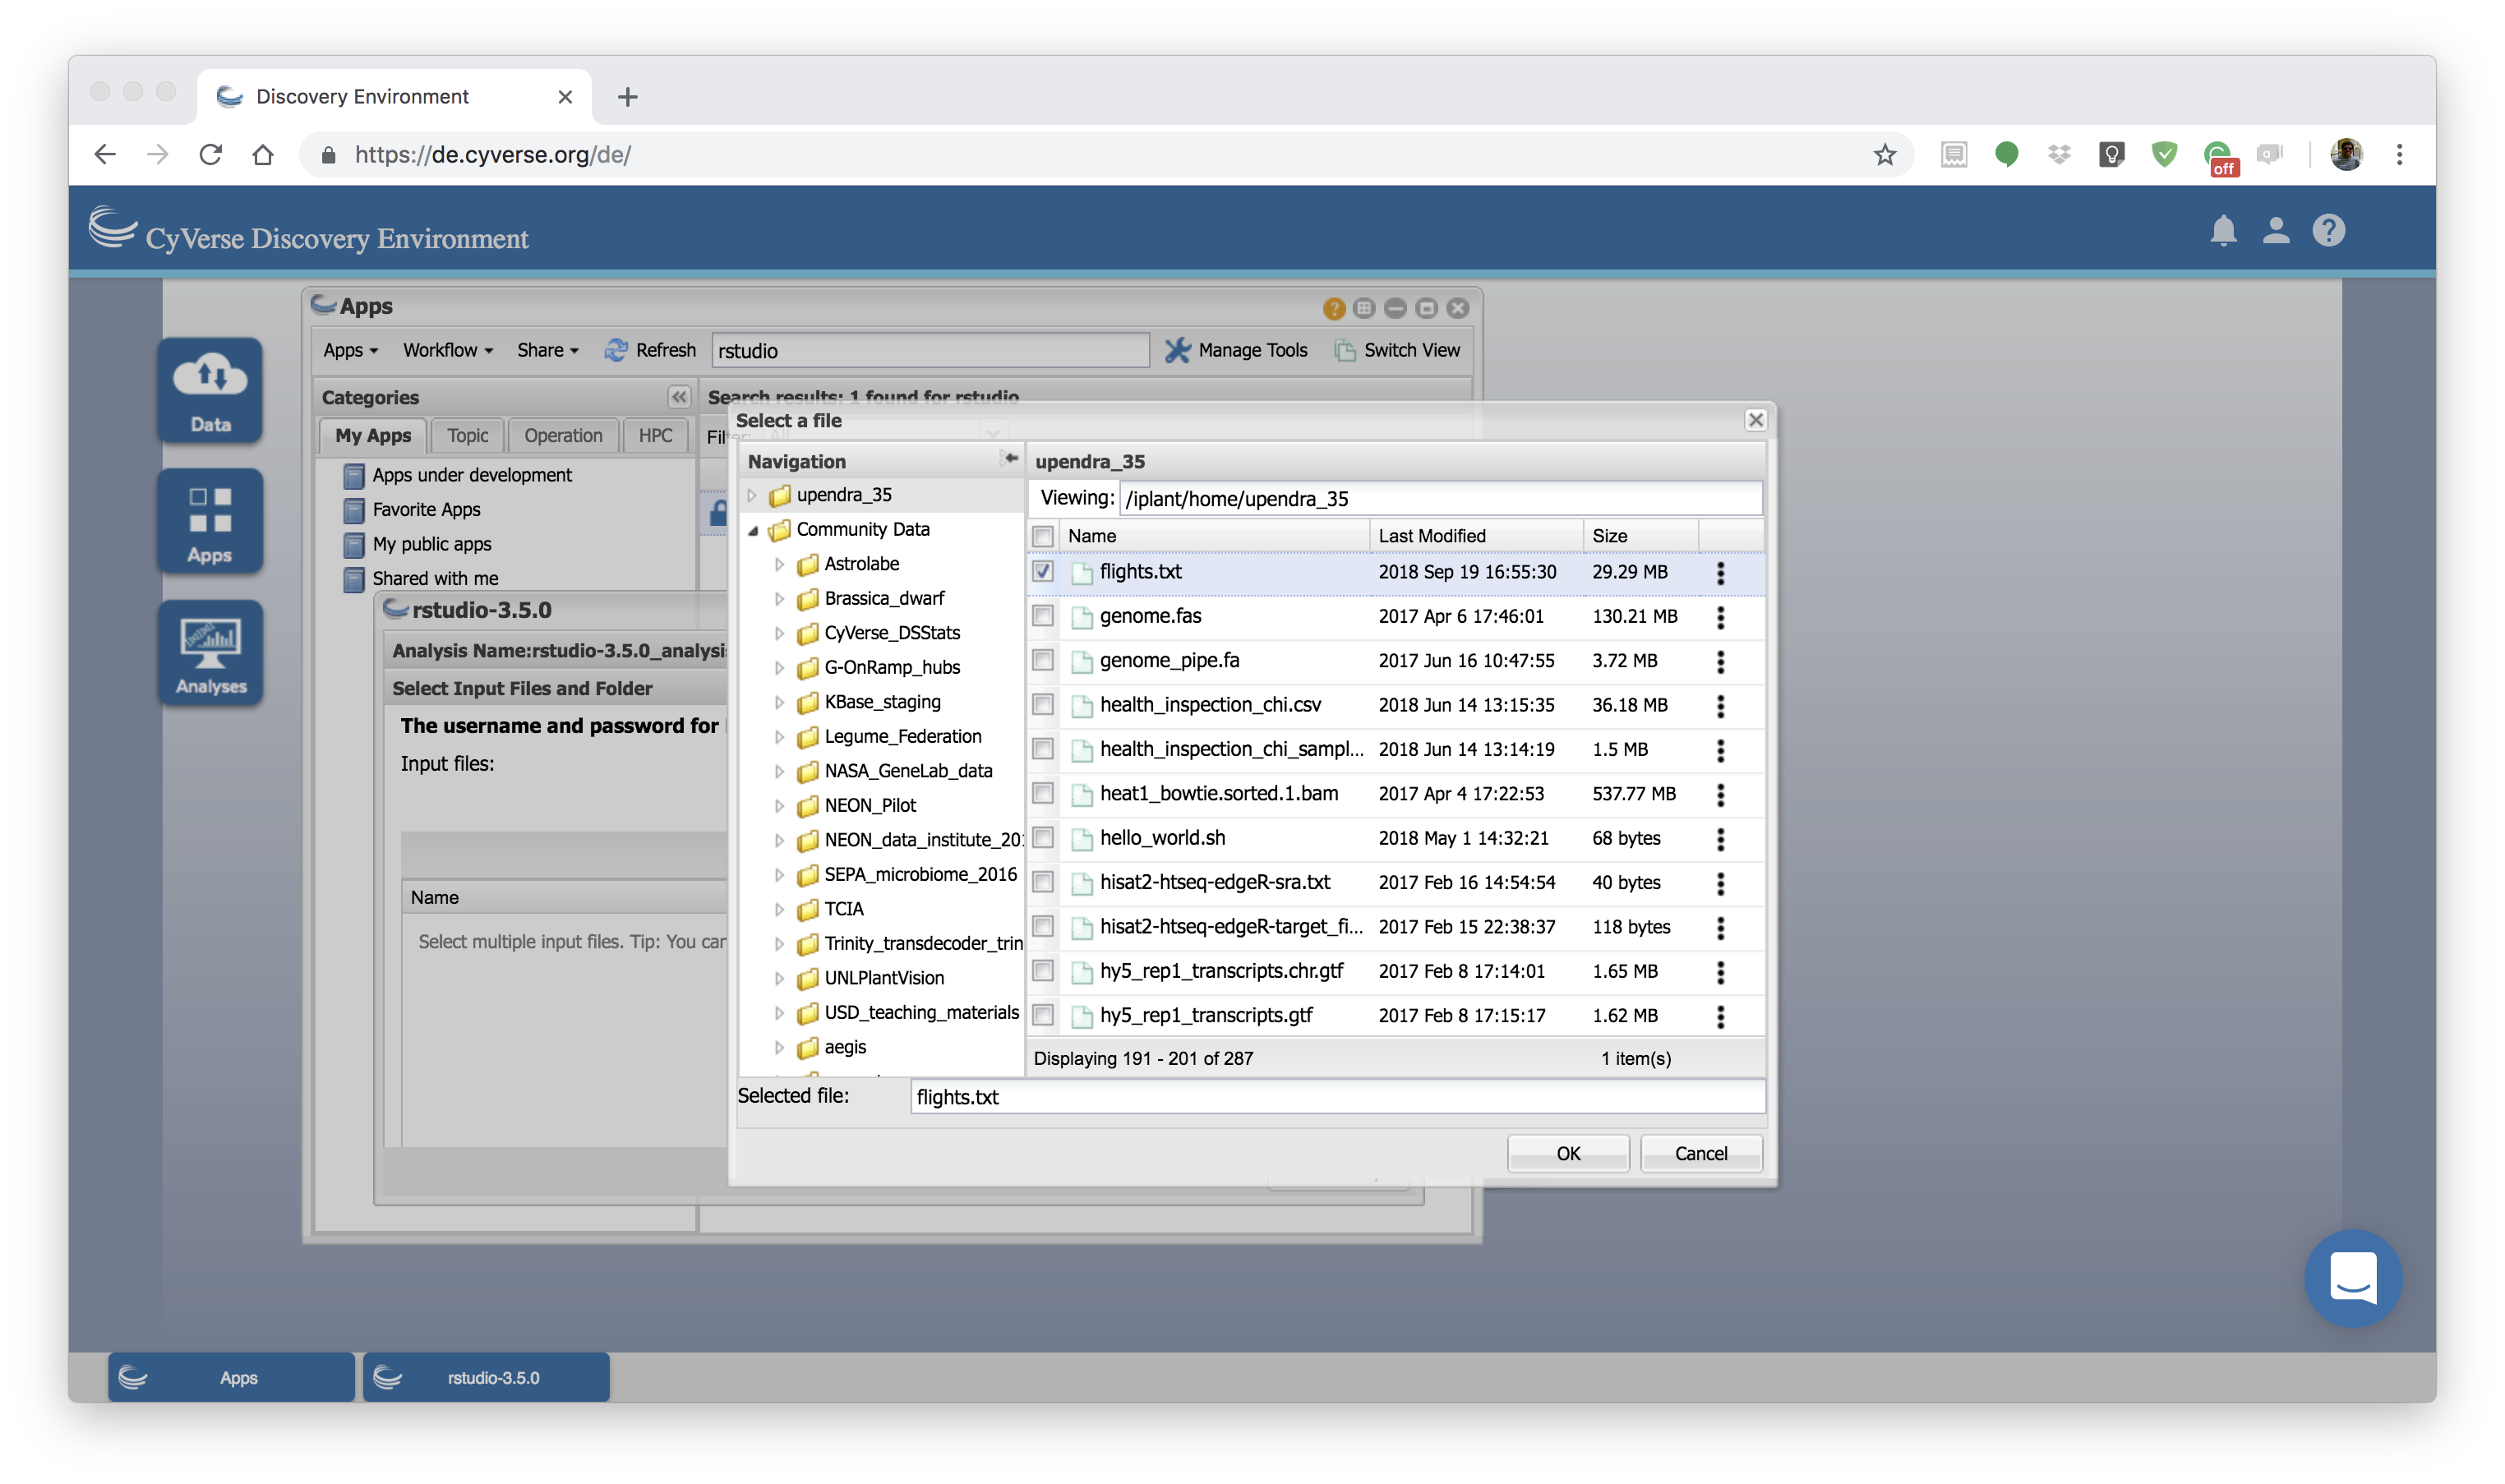 Discovery Environment
https://de.cyverse.org/de/
off
CyVerse Discovery Environment
?
Data
Apps
Analyses
Apps
?
Apps Workflow Share Refresh rstudio Manage Tools Switch View
Categories
Search results: 1 found for rstudio
My Apps Topic Operation HPC
Filter: All
Apps under development
Favorite Apps
My public apps
Shared with me
rstudio-3.5.0
Analysis Name:rstudio-3.5.0_analysi
Select Input Files and Folder
The username and password for
Input files:
Name
Select multiple input files. Tip: You can
Select a file
Navigation
upendra_35
Community Data
Astrolabe
Brassica_dwarf
CyVerse_DSStats
G-OnRamp_hubs
KBase_staging
Legume_Federation
NASA_GeneLab_data
NEON_Pilot
NEON_data_institute_201
SEPA_microbiome_2016
TCIA
Trinity_transdecoder_trin
UNLPlantVision
USD_teaching_materials
aegis
upendra_35
Viewing: /iplant/home/upendra_35
Name Last Modified Size
flights.txt 2018 Sep 19 16:55:30 29.29 MB
genome.fas 2017 Apr 6 17:46:01 130.21 MB
genome_pipe.fa 2017 Jun 16 10:47:55 3.72 MB
health_inspection_chi.csv 2018 Jun 14 13:15:35 36.18 MB
health_inspection_chi_sampl... 2018 Jun 14 13:14:19 1.5 MB
heat1_bowtie.sorted.1.bam 2017 Apr 4 17:22:53 537.77 MB
hello_world.sh 2018 May 1 14:32:21 68 bytes
hisat2-htseq-edgeR-sra.txt 2017 Feb 16 14:54:54 40 bytes
hisat2-htseq-edgeR-target_fi... 2017 Feb 15 22:38:37 118 bytes
hy5_rep1_transcripts.chr.gtf 2017 Feb 8 17:14:01 1.65 MB
hy5_rep1_transcripts.gtf 2017 Feb 8 17:15:17 1.62 MB
Displaying 191 - 201 of 287 1 item(s)
Selected file: flights.txt
OK Cancel
Apps
rstudio-3.5.0